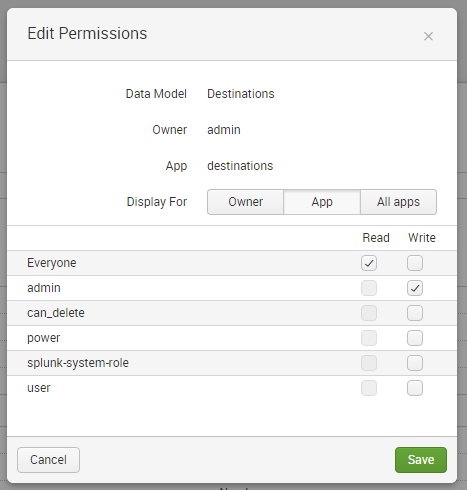 Edit Permissions ×
Data Model Destinations
Owner admin
App destinations
Display For Owner App All apps
Read Write
Everyone
admin
can_delete
power
splunk-system-role
user
Cancel Save